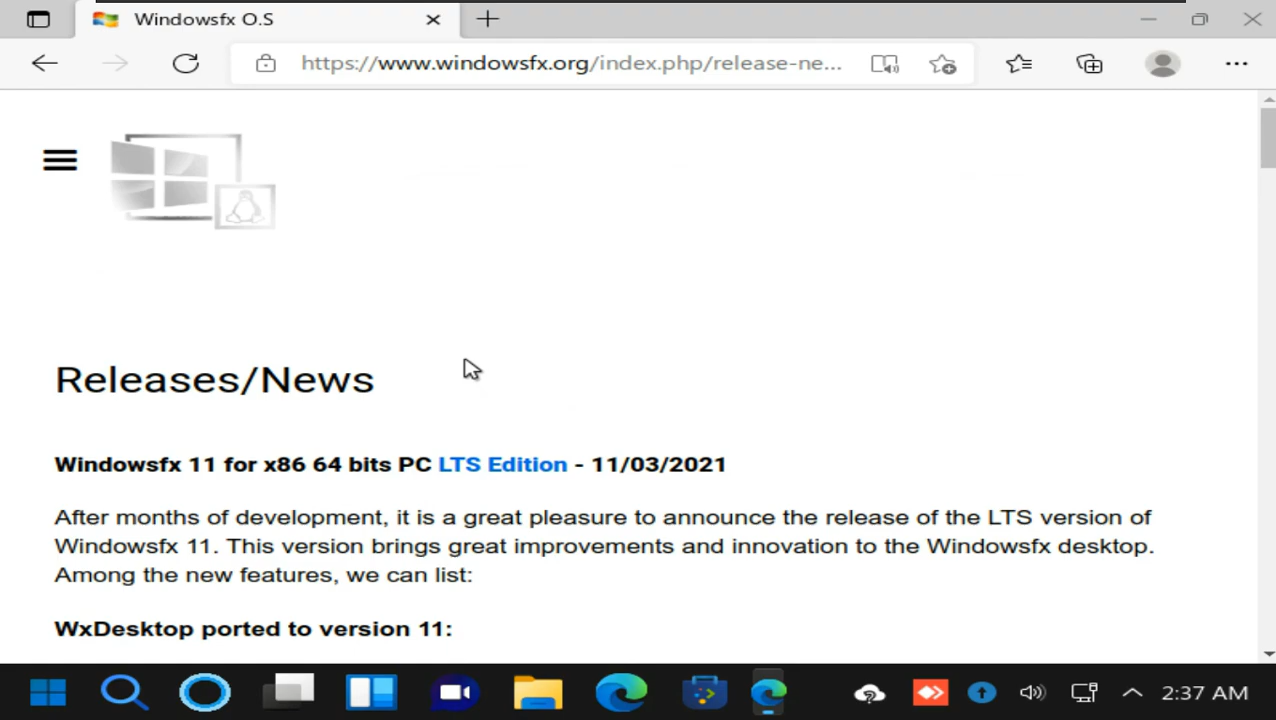 Windowsfx O.S
https://www.windowsfx.org/index.php/release-ne...
Releases/News
Windowsfx 11 for x86 64 bits PC LTS Edition - 11/03/2021
After months of development, it is a great pleasure to announce the release of the LTS version of
Windowsfx 11. This version brings great improvements and innovation to the Windowsfx desktop.
Among the new features, we can list:
WxDesktop ported to version 11:
2:37 AM